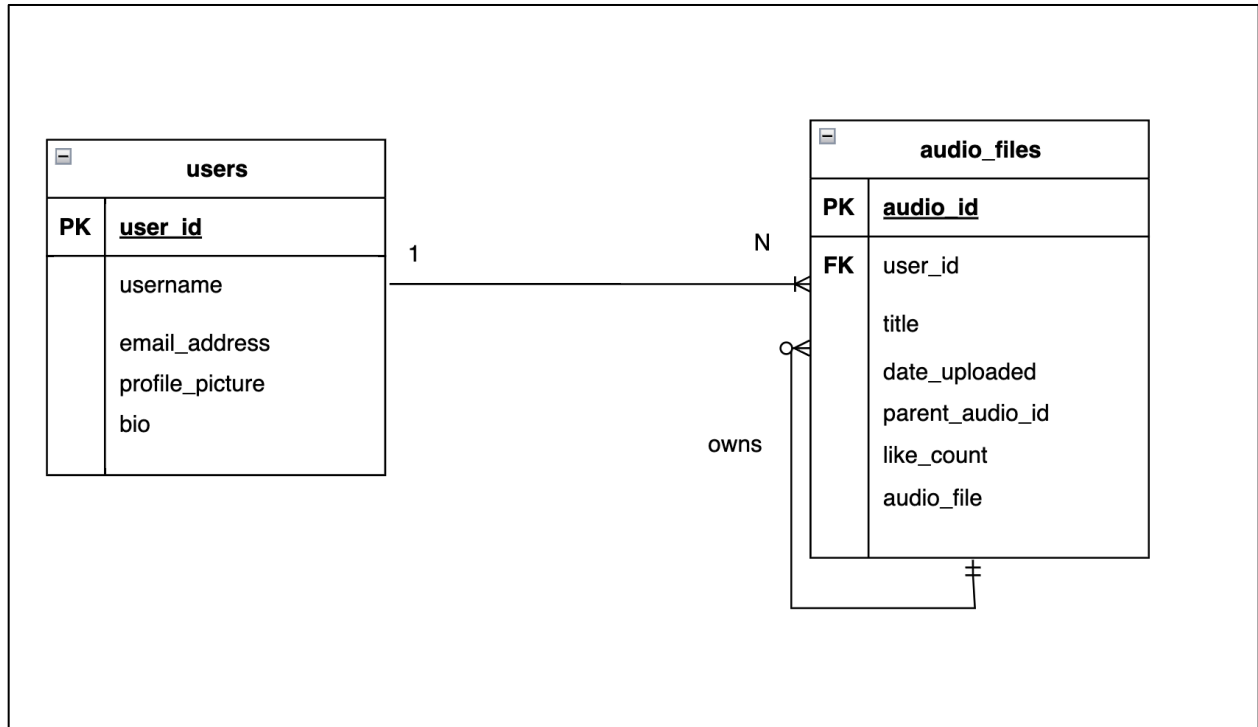 users
PK user_id
username
email_address
profile_picture
bio
1
N
owns
audio_files
PK audio_id
FK user_id
title
date_uploaded
parent_audio_id
like_count
audio_file